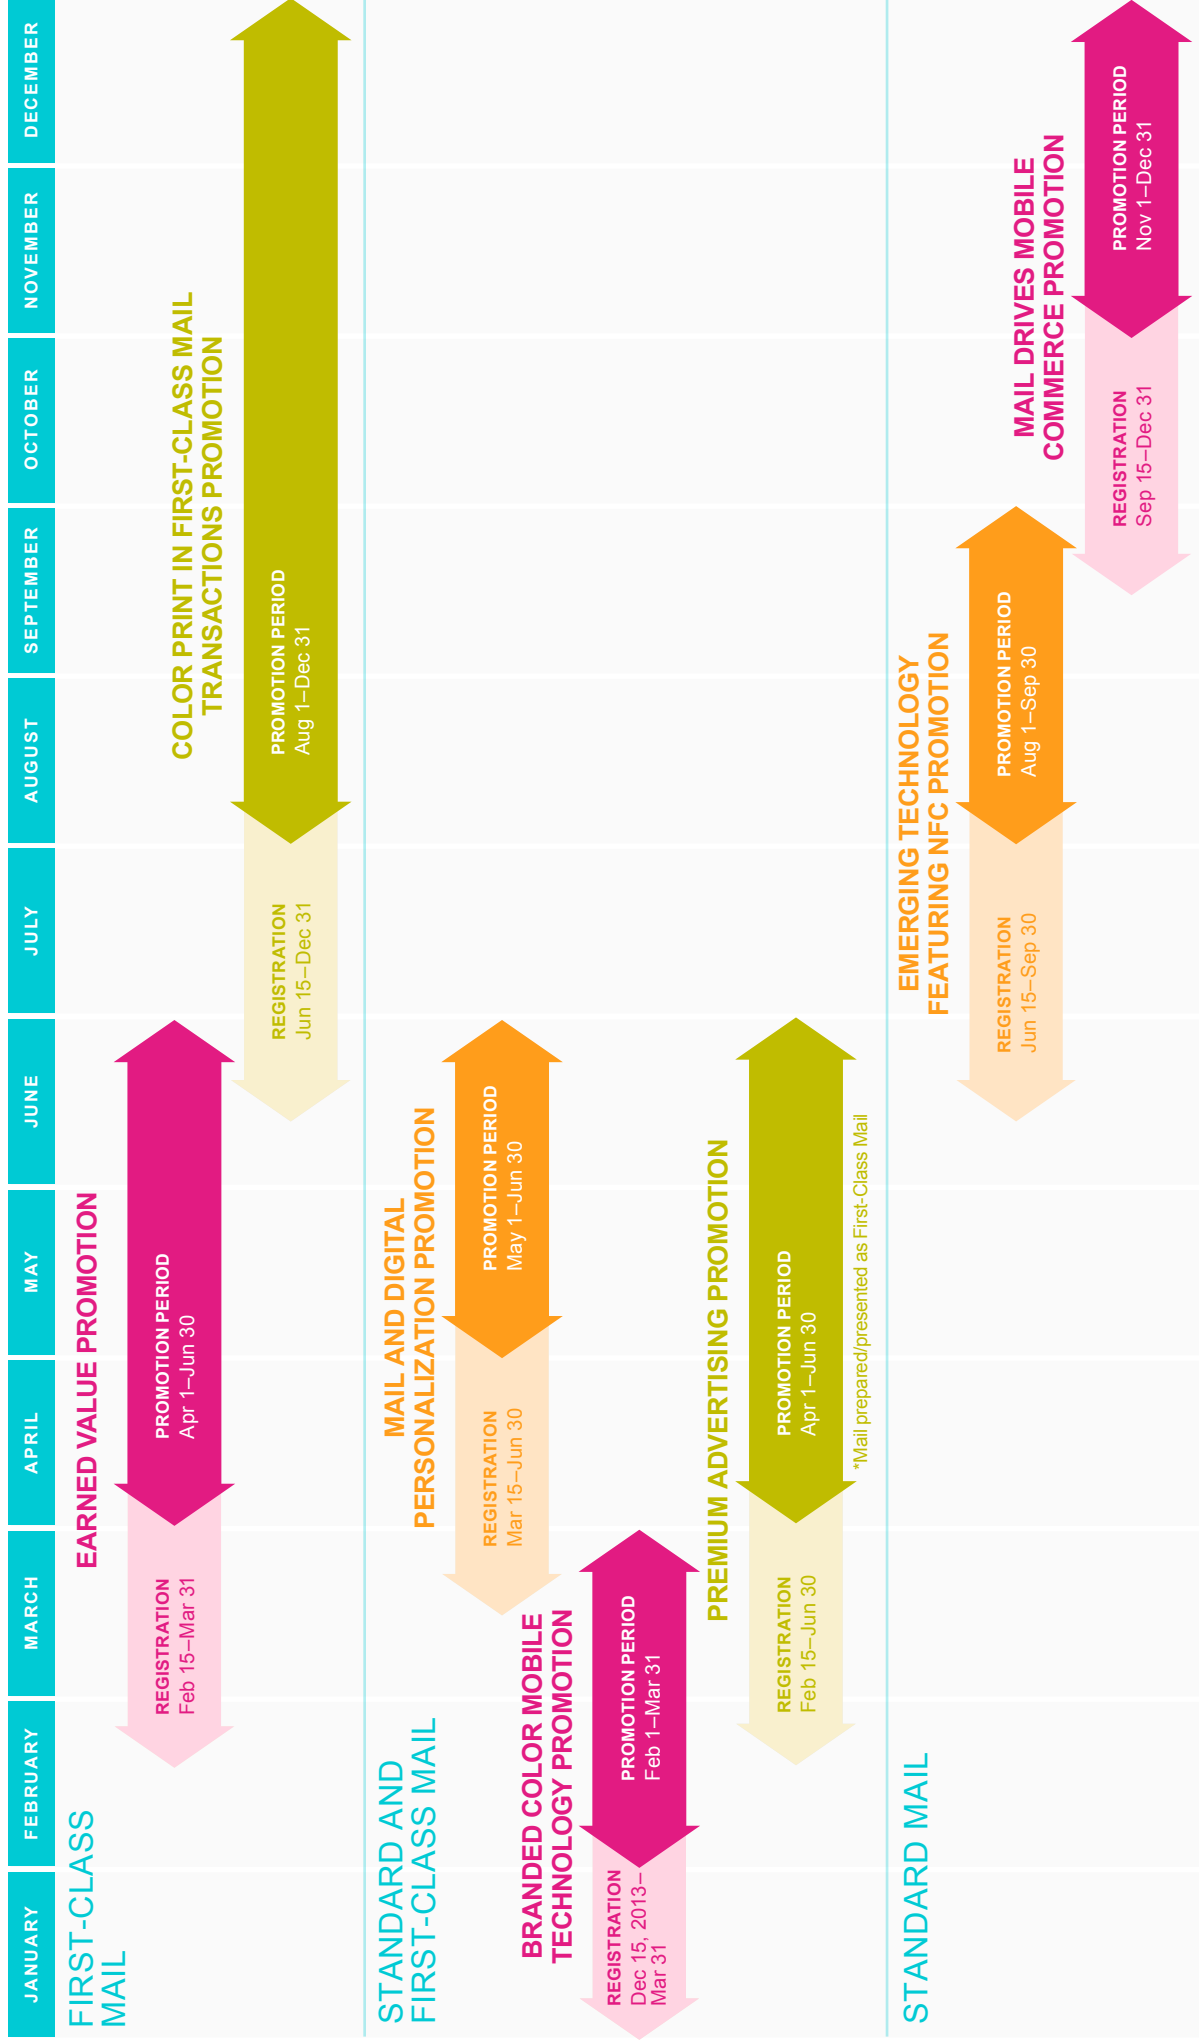 JANUARY
FEBRUARY
MARCH
APRIL
MAY
JUNE
JULY
AUGUST
SEPTEMBER
OCTOBER
NOVEMBER
DECEMBER
FIRST-CLASS
MAIL
EARNED VALUE PROMOTION
REGISTRATION
Feb 15–Mar 31
PROMOTION PERIOD
Apr 1–Jun 30
COLOR PRINT IN FIRST-CLASS MAIL
TRANSACTIONS PROMOTION
REGISTRATION
Jun 15–Dec 31
PROMOTION PERIOD
Aug 1–Dec 31
STANDARD AND
FIRST-CLASS MAIL
MAIL AND DIGITAL
PERSONALIZATION PROMOTION
REGISTRATION
Mar 15–Jun 30
PROMOTION PERIOD
May 1–Jun 30
BRANDED COLOR MOBILE
TECHNOLOGY PROMOTION
REGISTRATION
Dec 15, 2013–
Mar 31
PROMOTION PERIOD
Feb 1–Mar 31
PREMIUM ADVERTISING PROMOTION
REGISTRATION
Feb 15–Jun 30
PROMOTION PERIOD
Apr 1–Jun 30
*Mail prepared/presented as First-Class Mail
STANDARD MAIL
EMERGING TECHNOLOGY
FEATURING NFC PROMOTION
REGISTRATION
Jun 15–Sep 30
PROMOTION PERIOD
Aug 1–Sep 30
MAIL DRIVES MOBILE
COMMERCE PROMOTION
REGISTRATION
Sep 15–Dec 31
PROMOTION PERIOD
Nov 1–Dec 31